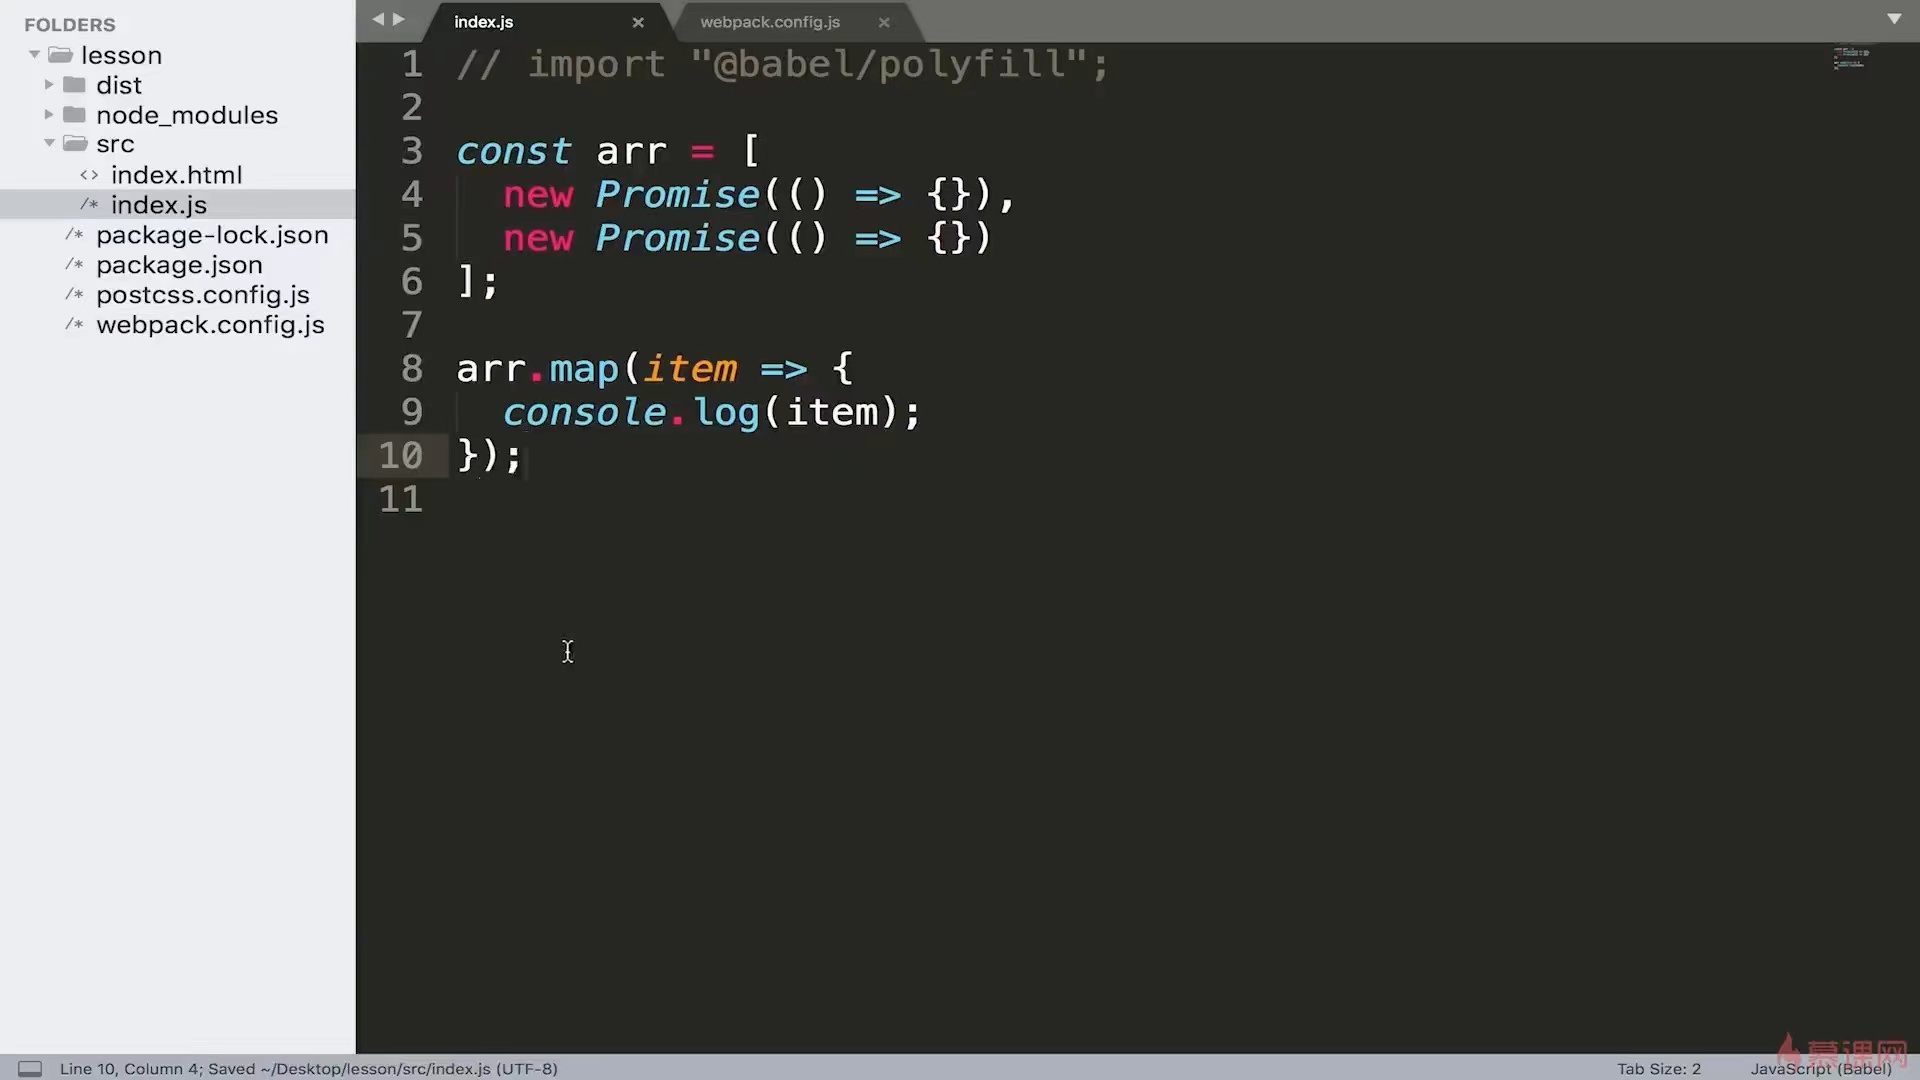 FOLDERS
lesson
dist
node_modules
src
<> index.html
/* index.js
/* package-lock.json
/* package.json
/* postcss.config.js
/* webpack.config.js
index.js ×
webpack.config.js ×
1 // import "@babel/polyfill";
2
3 const arr = [
4 new Promise(() => {}),
5 new Promise(() => {})
6 ];
7
8 arr.map(item => {
9 console.log(item);
10 });
11
慕课网
Line 10, Column 4; Saved ~/Desktop/lesson/src/index.js (UTF-8)
Tab Size: 2
JavaScript (Babel)